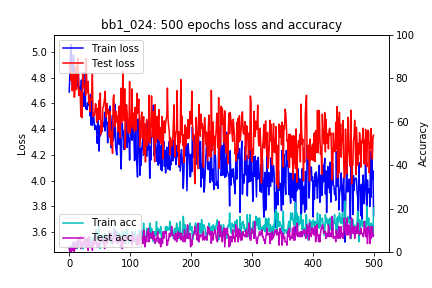 bb1_024: 500 epochs loss and accuracy
Train loss
Test loss
Train acc
Test acc
Loss
5.0
4.8
4.6
4.4
4.2
4.0
3.8
3.6
0
100
200
300
400
500
100
80
60
40
20
0
Accuracy